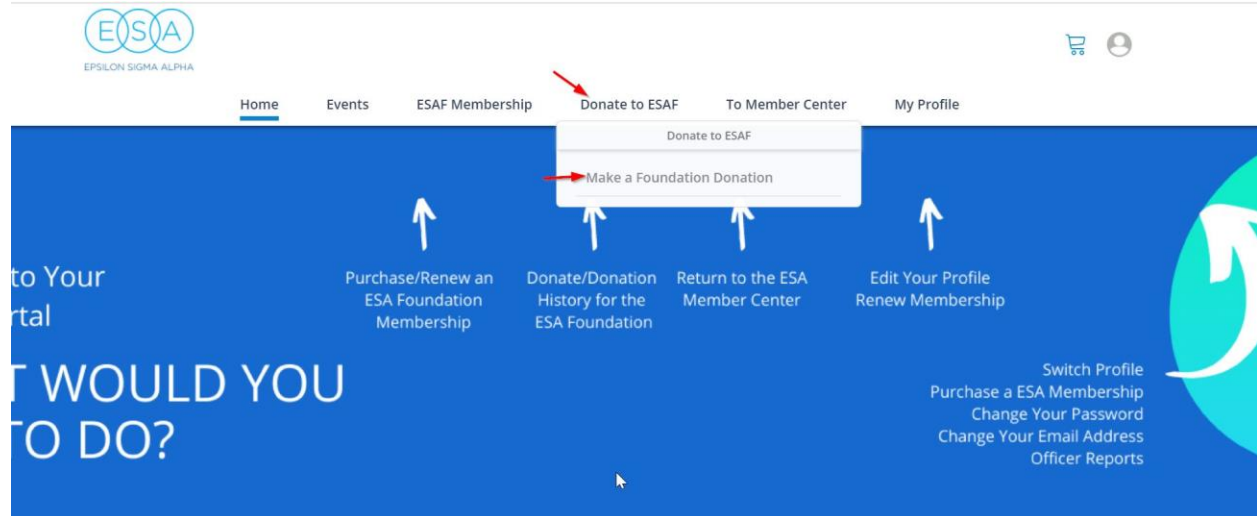 ESA
EPSILON SIGMA ALPHA
Home Events ESAF Membership Donate to ESAF To Member Center My Profile
Donate to ESAF
Make a Foundation Donation
to Your
rtal
Purchase/Renew an
ESA Foundation
Membership
Donate/Donation
History for the
ESA Foundation
Return to the ESA
Member Center
Edit Your Profile
Renew Membership
T WOULD YOU
TO DO?
Switch Profile
Purchase a ESA Membership
Change Your Password
Change Your Email Address
Officer Reports